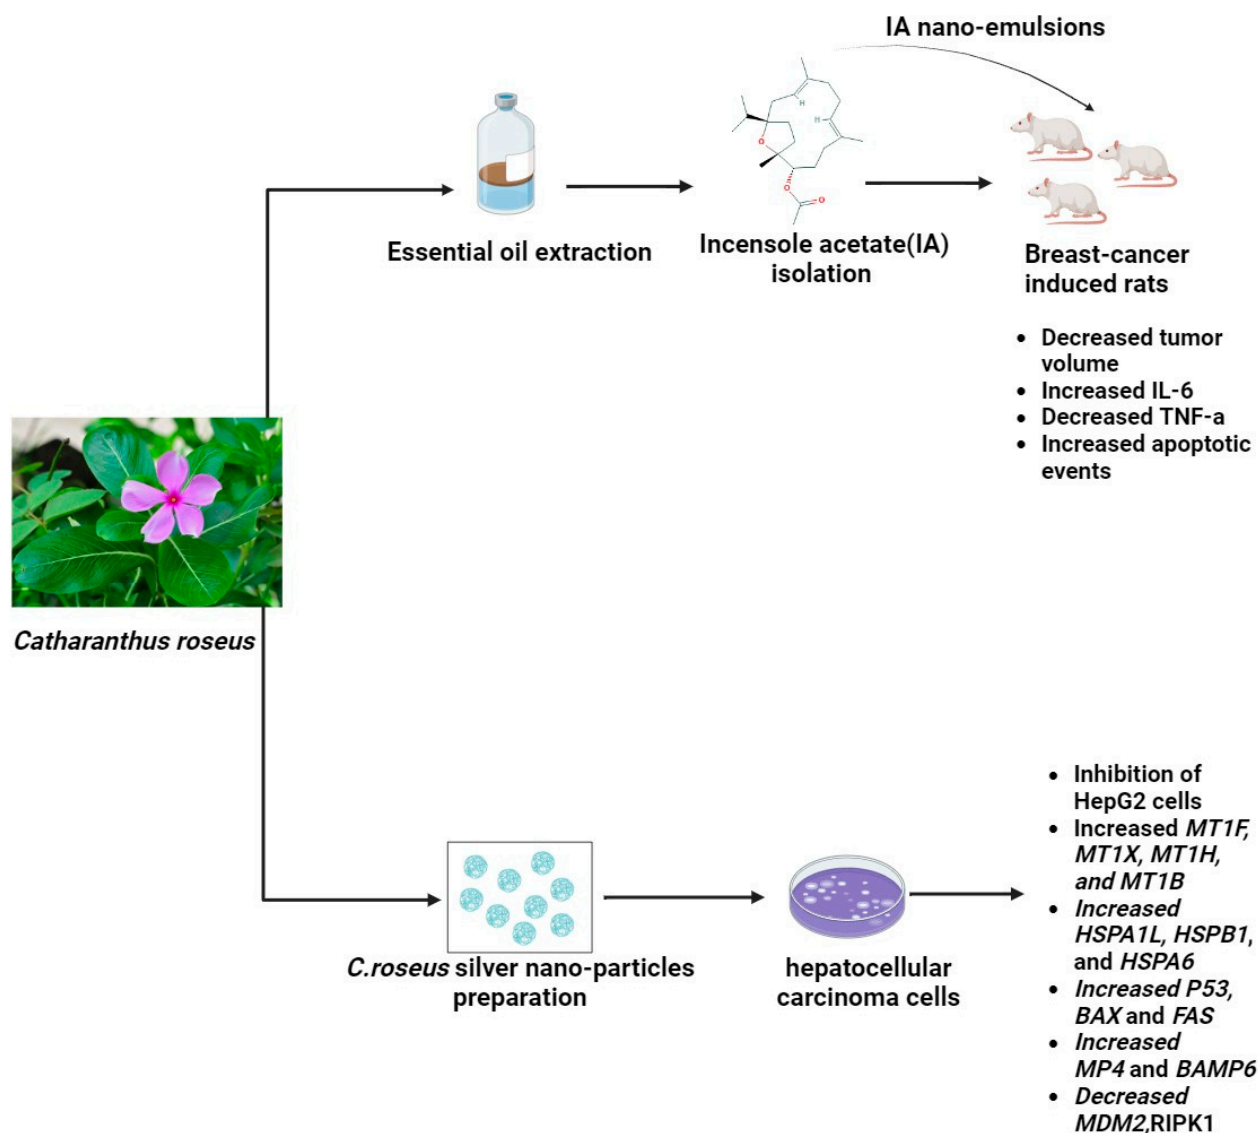 IA nano-emulsions
H
H
O
O
O
Essential oil extraction
Incensole acetate(IA)
isolation
Breast-cancer
induced rats
• Decreased tumor
volume
• Increased IL-6
• Decreased TNF-a
• Increased apoptotic
events
Catharanthus roseus
C.roseus silver nano-particles
preparation
hepatocellular
carcinoma cells
• Inhibition of
HepG2 cells
• Increased MT1F,
MT1X, MT1H,
and MT1B
• Increased
HSPA1L, HSPB1,
and HSPA6
• Increased P53,
BAX and FAS
• Increased
MP4 and BAMP6
• Decreased
MDM2,RIPK1